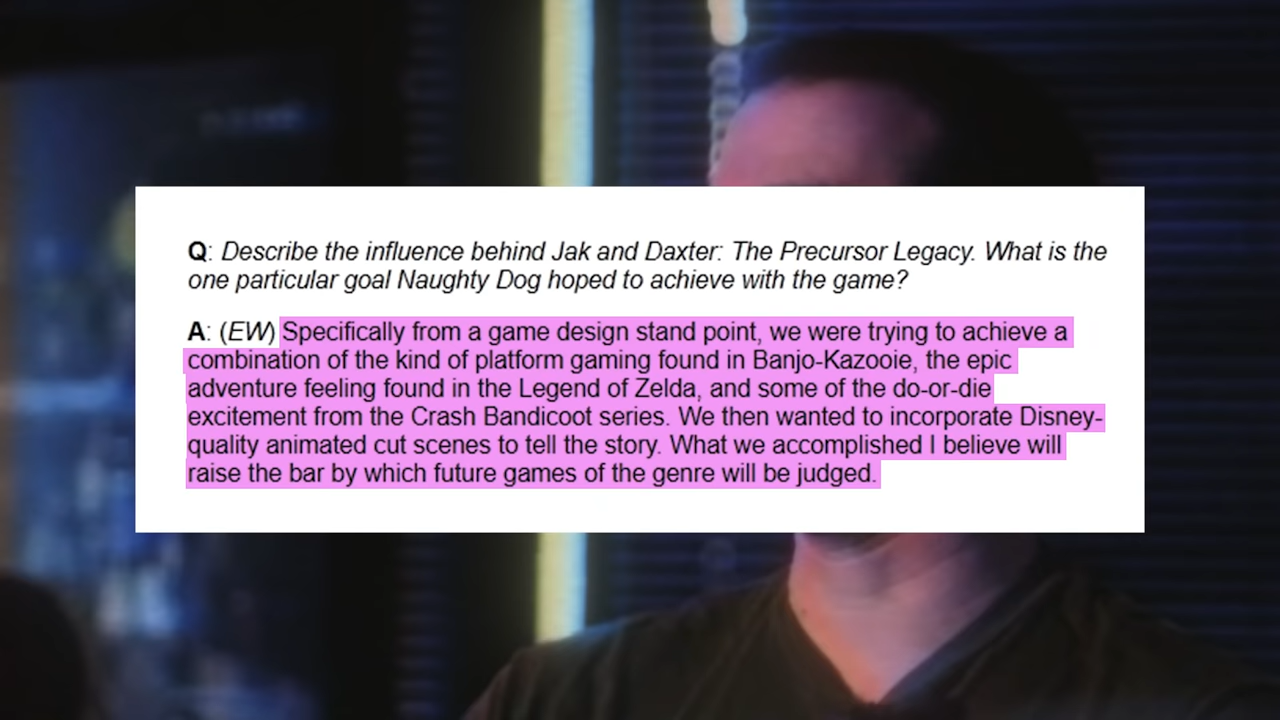 Q: Describe the influence behind Jak and Daxter: The Precursor Legacy. What is the
one particular goal Naughty Dog hoped to achieve with the game?
A: (EW) Specifically from a game design stand point, we were trying to achieve a
combination of the kind of platform gaming found in Banjo-Kazooie, the epic
adventure feeling found in the Legend of Zelda, and some of the do-or-die
excitement from the Crash Bandicoot series. We then wanted to incorporate Disney-
quality animated cut scenes to tell the story. What we accomplished I believe will
raise the bar by which future games of the genre will be judged.